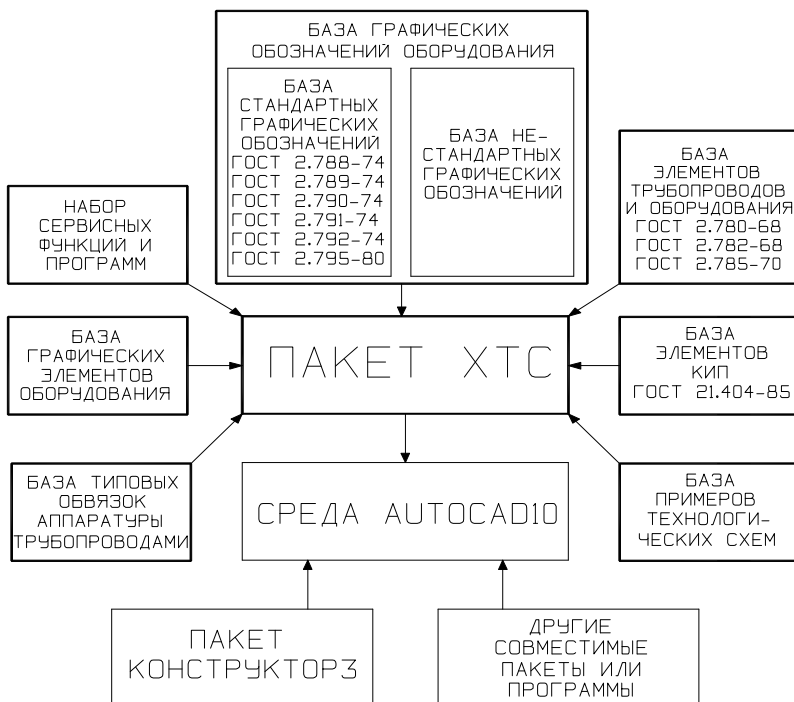 БАЗА ГРАФИЧЕСКИХ
ОБОЗНАЧЕНИЙ ОБОРУДОВАНИЯ
БАЗА
СТАНДАРТНЫХ
ГРАФИЧЕСКИХ
ОБОЗНАЧЕНИЙ
ГОСТ 2.788-74
ГОСТ 2.789-74
ГОСТ 2.790-74
ГОСТ 2.791-74
ГОСТ 2.792-74
ГОСТ 2.795-80
БАЗА НЕ-
СТАНДАРТНЫХ
ГРАФИЧЕСКИХ
ОБОЗНАЧЕНИЙ
НАБОР
СЕРВИСНЫХ
ФУНКЦИЙ И
ПРОГРАММ
БАЗА
ЭЛЕМЕНТОВ
ТРУБОПРОВОДОВ
И ОБОРУДОВАНИЯ
ГОСТ 2.780-68
ГОСТ 2.782-68
ГОСТ 2.785-70
БАЗА
ГРАФИЧЕСКИХ
ЭЛЕМЕНТОВ
ОБОРУДОВАНИЯ
ПАКЕТ ХТС
БАЗА
ЭЛЕМЕНТОВ
КИП
ГОСТ 21.404-85
БАЗА ТИПОВЫХ
ОБВЯЗОК
АППАРАТУРЫ
ТРУБОПРОВОДАМИ
СРЕДА AUTOCAD10
БАЗА
ПРИМЕРОВ
ТЕХНОЛОГИ-
ЧЕСКИХ СХЕМ
ПАКЕТ
КОНСТРУКТОР3
ДРУГИЕ
СОВМЕСТИМЫЕ
ПАКЕТЫ ИЛИ
ПРОГРАММЫ